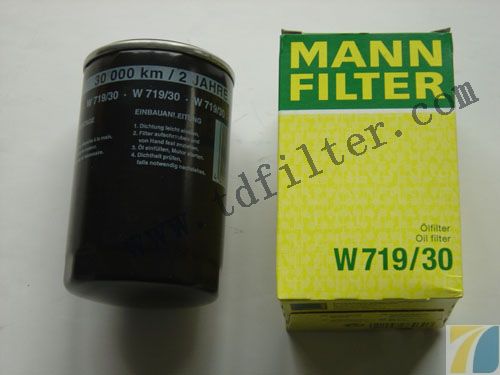 30 000 km / 2 JAHRE
W 719/30 · W 719/30 · W 719/30
EINBAUANLEITUNG
1. Dichtung leicht
2. Filter aufschrauben und
von Hand fest
3. Öl einfüllen, Motor
4. Dichtheit prüfen,
falls notwendig nachziehen
MANN
FILTER
Ölfilter
Oil filter
W 719/30
www.tdfilter.com